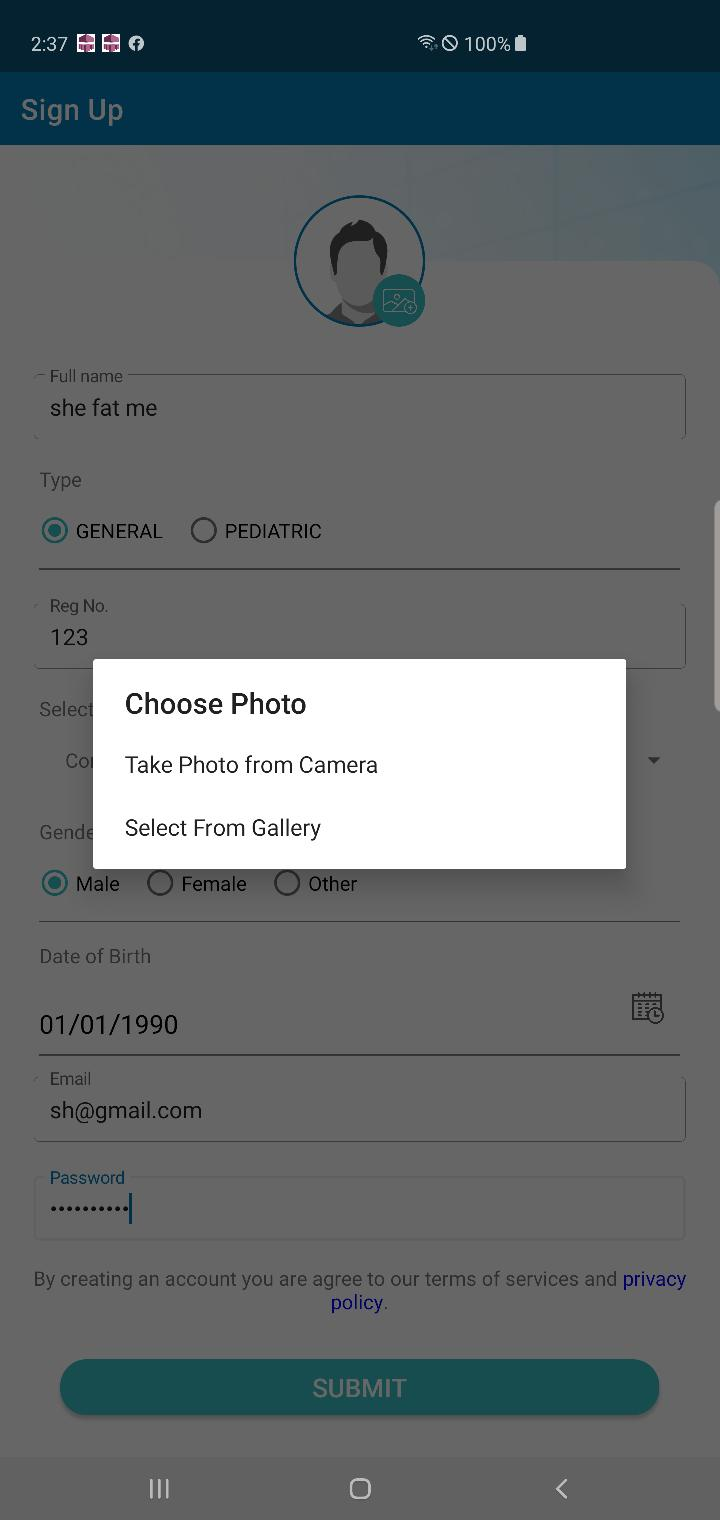 2:37 100%
Sign Up
Full name
she fat me
Type
GENERAL PEDIATRIC
Reg No.
123
Select
Choose Photo
Take Photo from Camera
Select From Gallery
Male Female Other
Date of Birth
01/01/1990
Email
sh@gmail.com
Password
••••••••••
By creating an account you are agree to our terms of services and privacy
policy.
SUBMIT